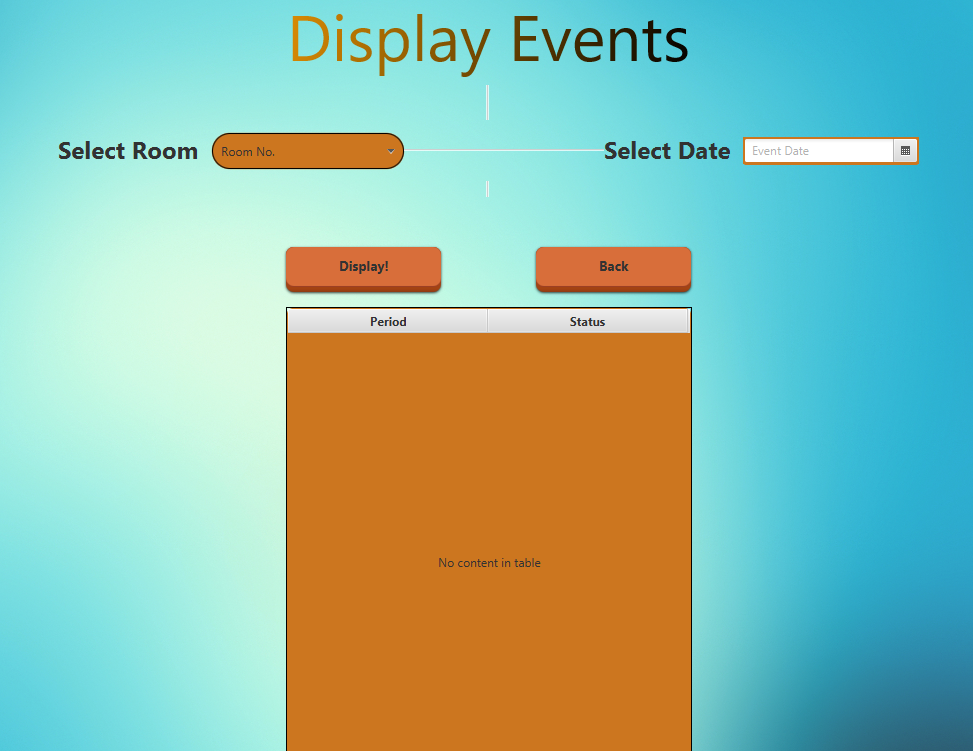 Display Events
Select Room Room No. Select Date Event Date
Display! Back
Period Status
No content in table